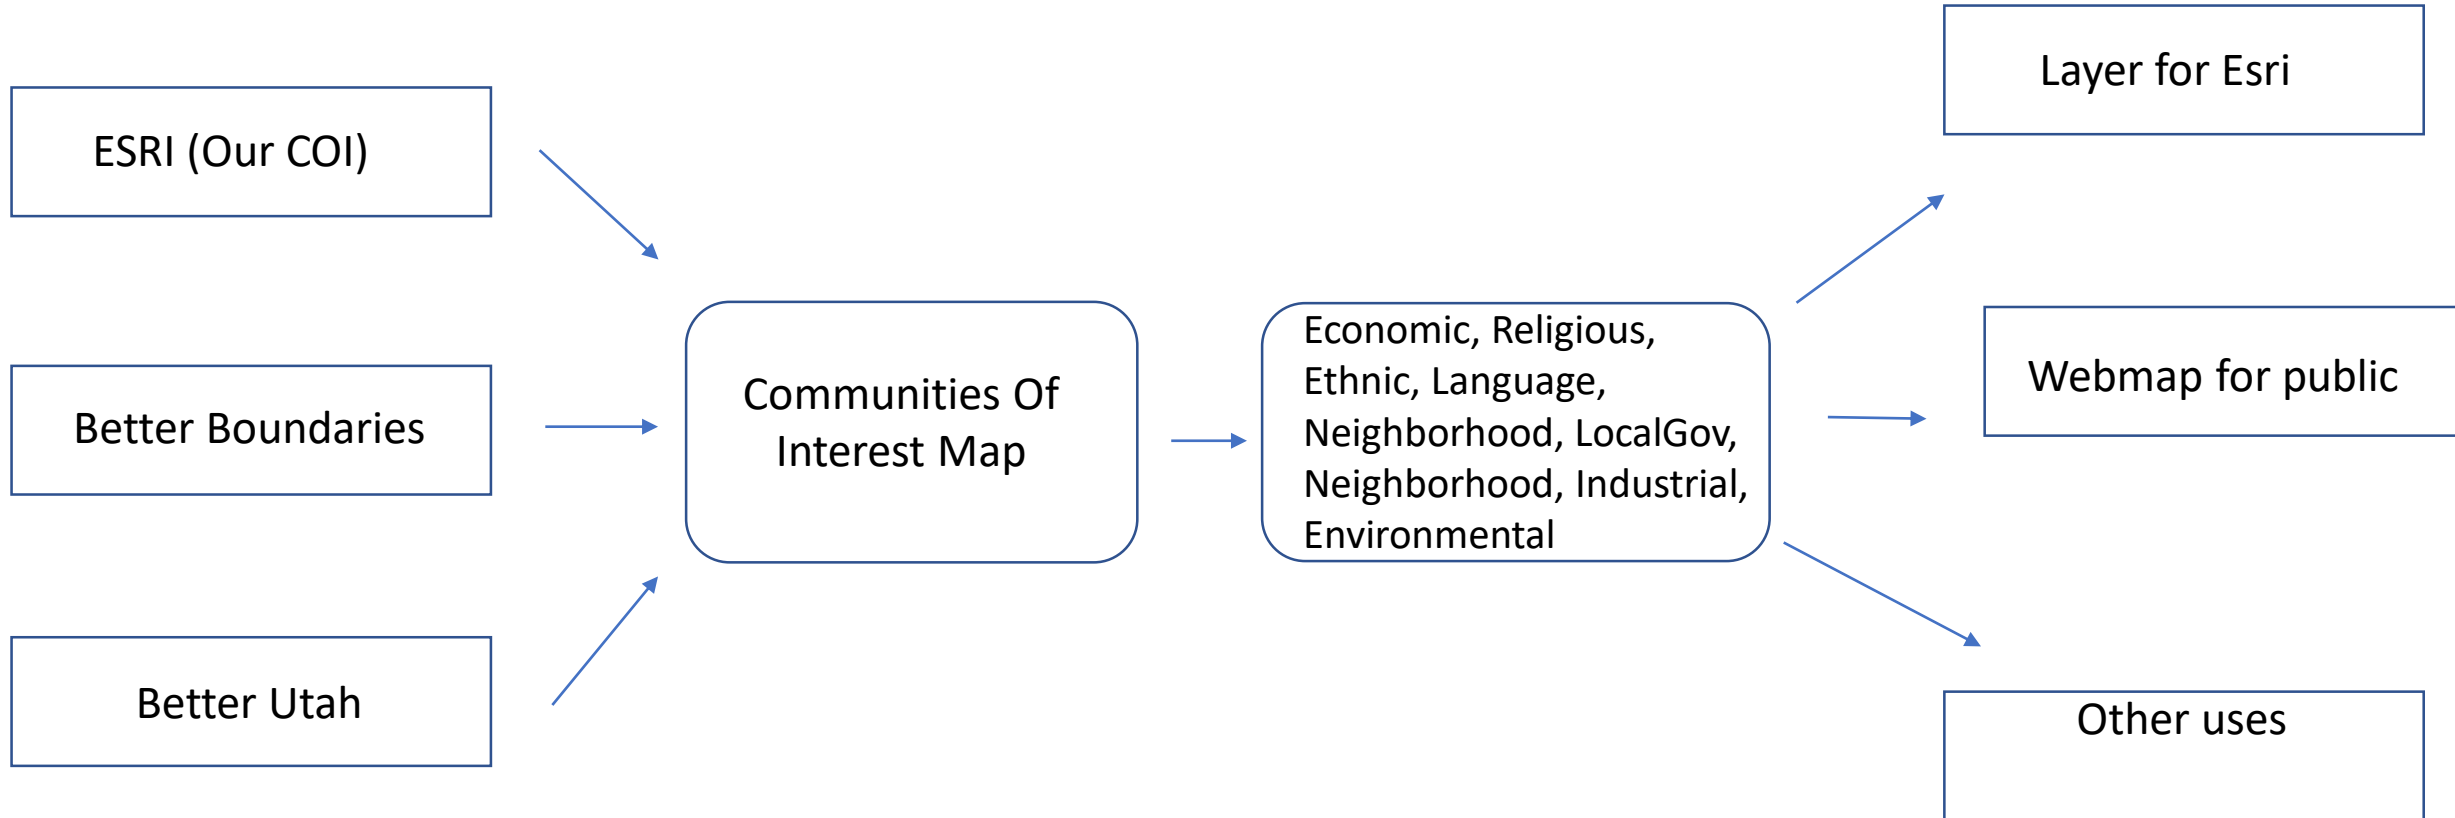 ESRI (Our COI)
Better Boundaries
Better Utah
Communities Of
Interest Map
Economic, Religious,
Ethnic, Language,
Neighborhood, LocalGov,
Neighborhood, Industrial,
Environmental
Layer for Esri
Webmap for public
Other uses